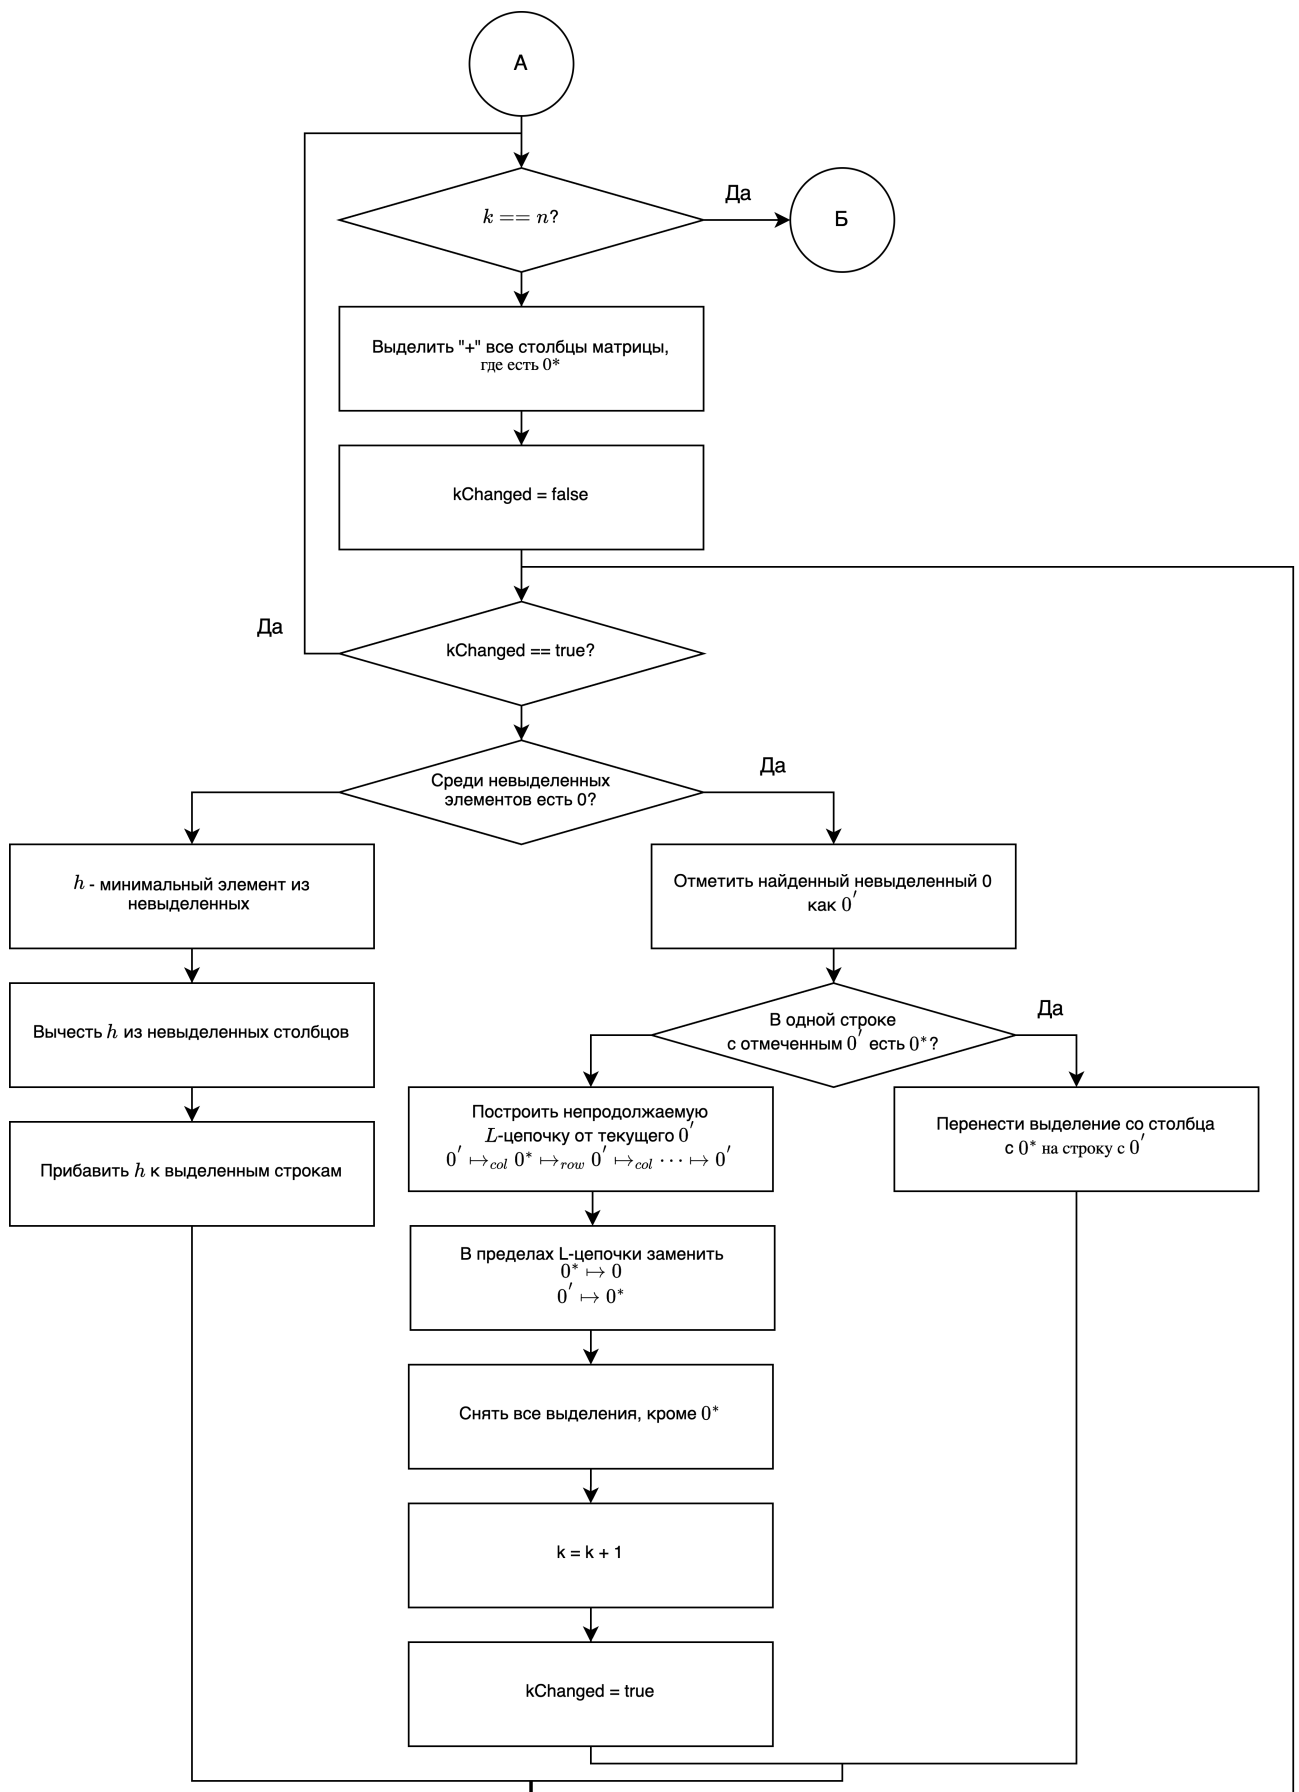 А
Да
k == n?
Б
Выделить "+" все столбцы матрицы,
где есть 0*
kChanged = false
Да
kChanged == true?
Да
Среди невыделенных
элементов есть 0?
h - минимальный элемент из
невыделенных
Отметить найденный невыделенный 0
как 0′
Вычесть h из невыделенных столбцов
Да
В одной строке
с отмеченным 0′ есть 0*?
Прибавить h к выделенным строкам
Построить непродолжаемую
L-цепочку от текущего 0′
0′ ↦col 0* ↦row 0′ ↦col ⋯ ↦ 0′
Перенести выделение со столбца
с 0* на строку с 0′
В пределах L-цепочки заменить
0* ↦ 0
0′ ↦ 0*
Снять все выделения, кроме 0*
k = k + 1
kChanged = true